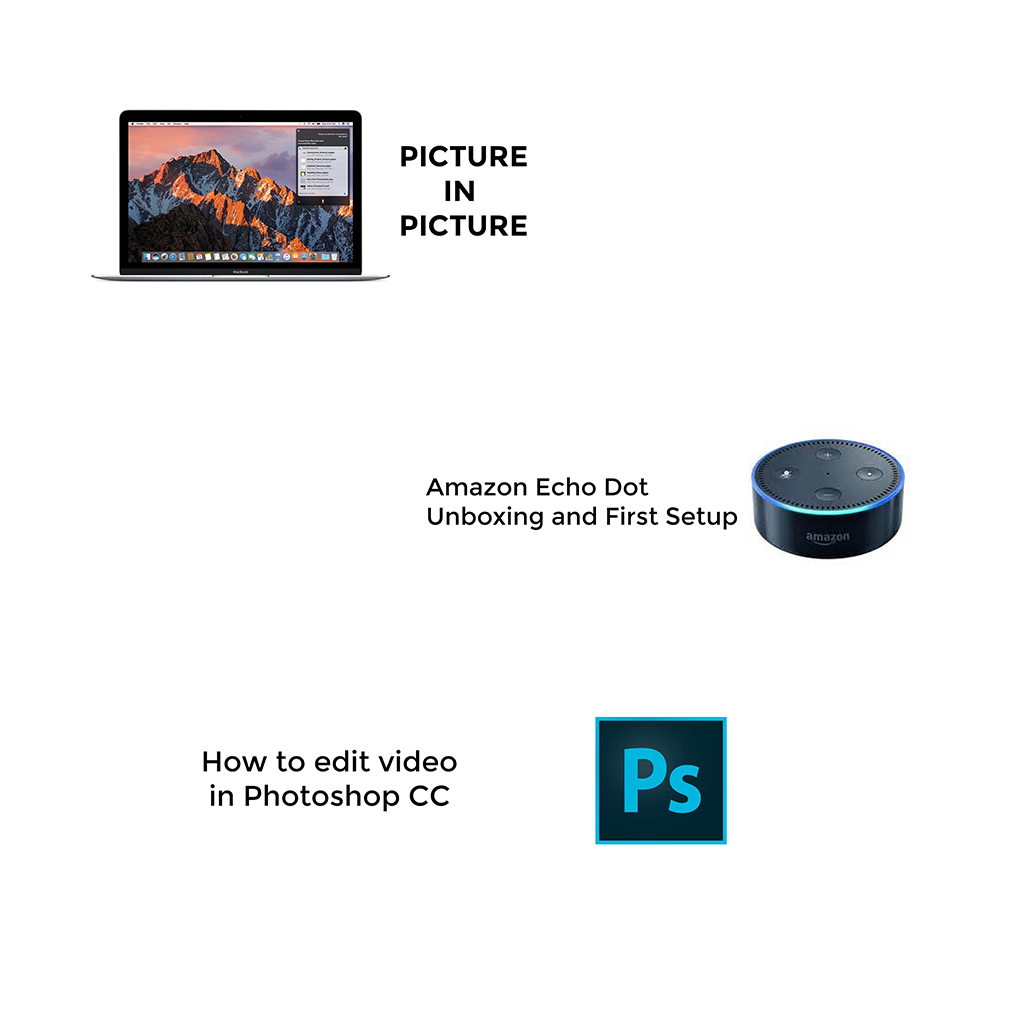 MacBook
PICTURE
IN
PICTURE
Amazon Echo Dot
Unboxing and First Setup
amazon
How to edit video
in Photoshop CC
Ps